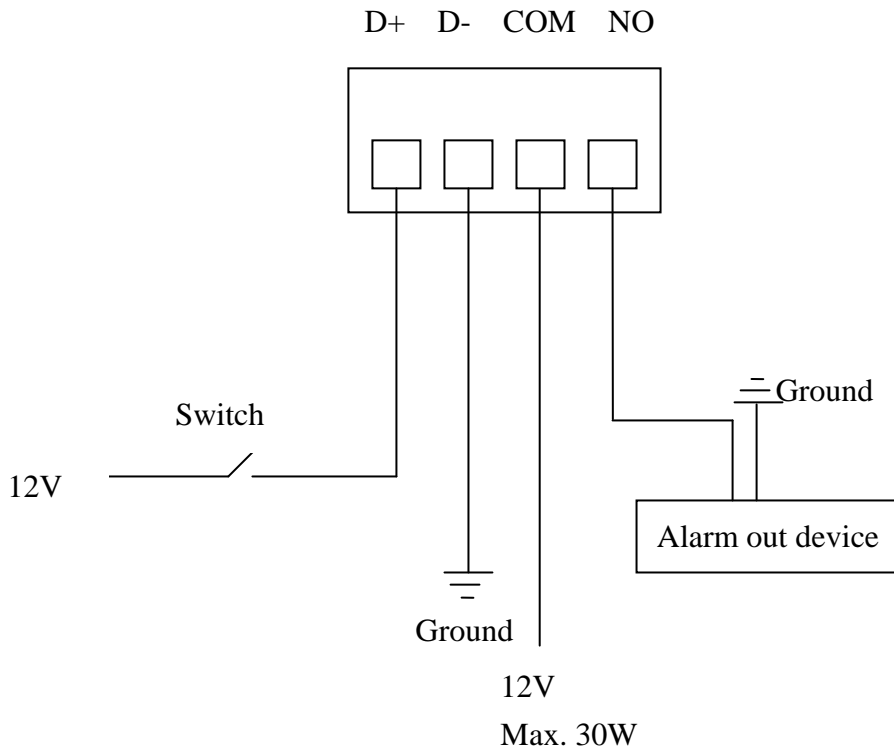 D+ D- COM NO
Ground
Switch
12V
Alarm out device
Ground
12V
Max. 30W